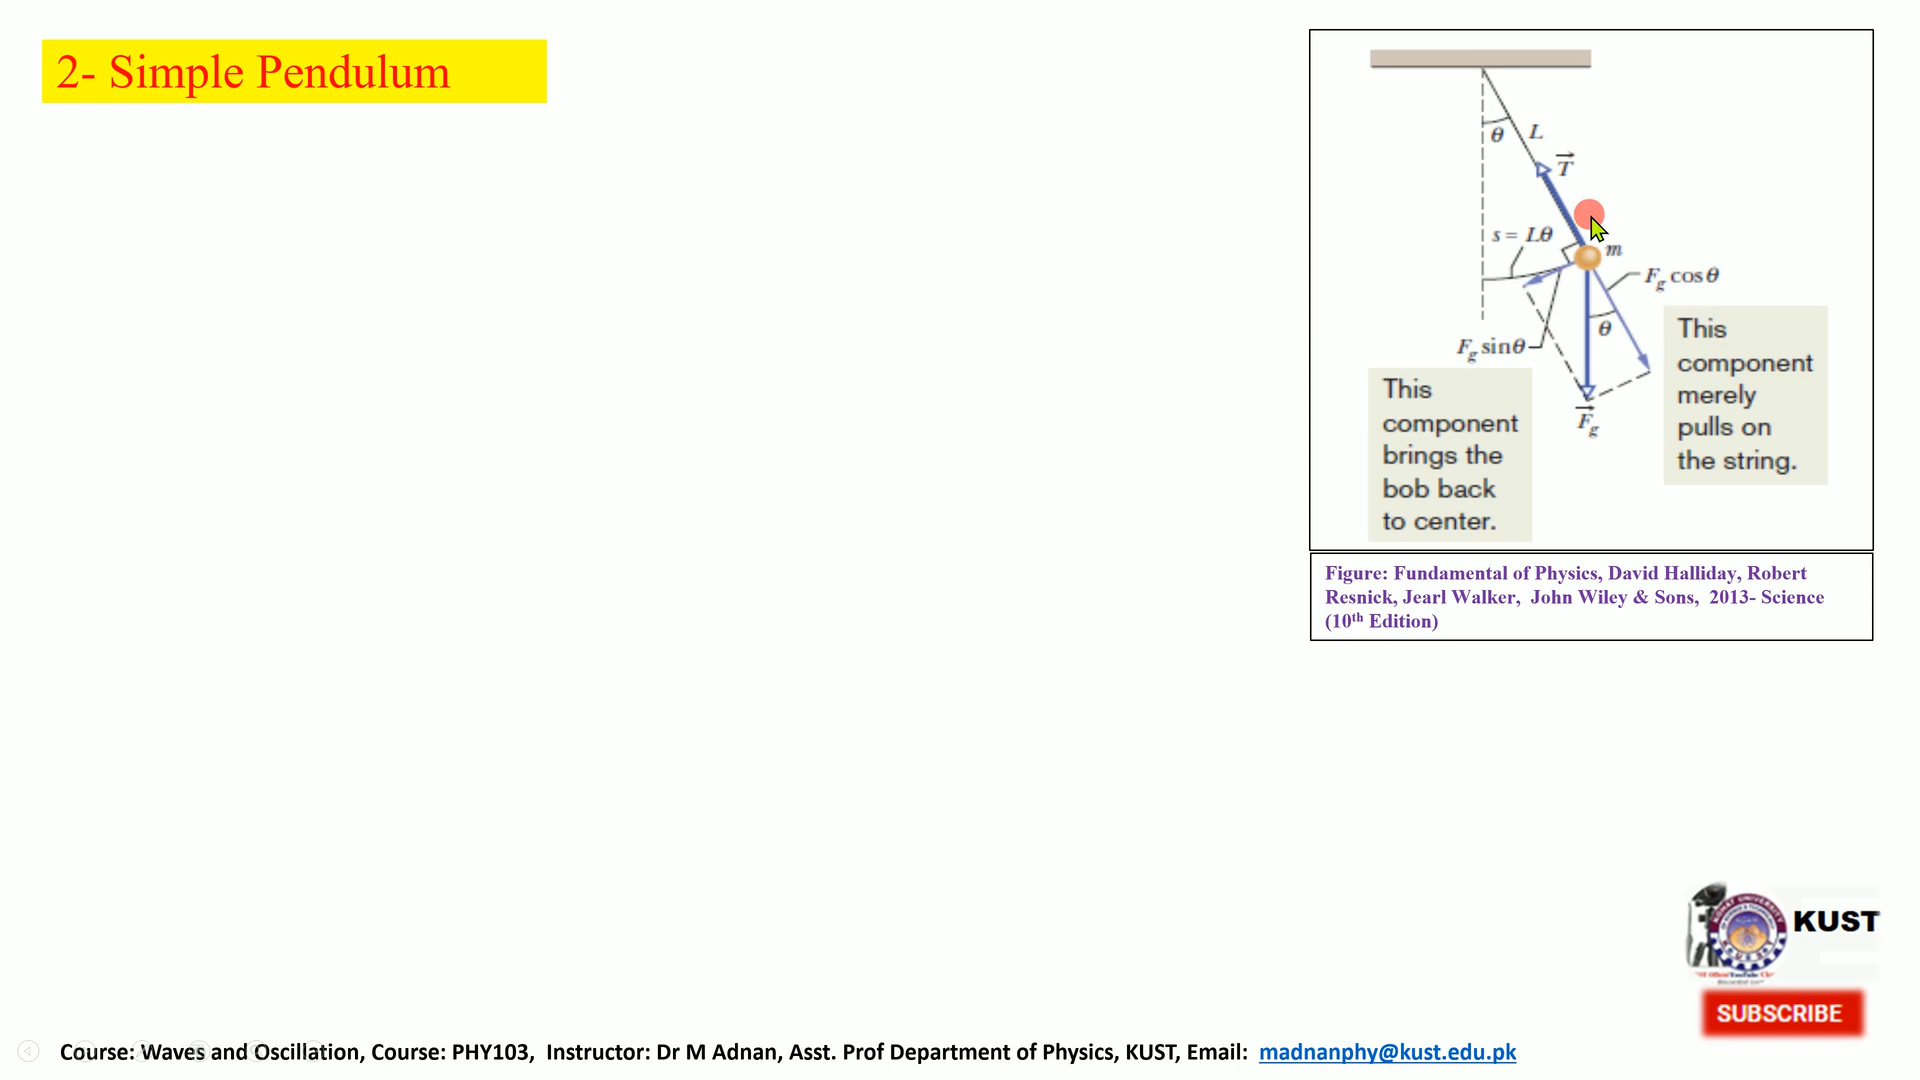 2- Simple Pendulum
θ
L
T
s = Lθ
m
F_g cos θ
θ
F_g sin θ
F_g
This
component
merely
pulls on
the string.
This
component
brings the
bob back
to center.
Figure: Fundamental of Physics, David Halliday, Robert
Resnick, Jearl Walker, John Wiley & Sons, 2013- Science
(10th Edition)
KUST
SUBSCRIBE
Course: Waves and Oscillation, Course: PHY103, Instructor: Dr M Adnan, Asst. Prof Department of Physics, KUST, Email: madnanphy@kust.edu.pk